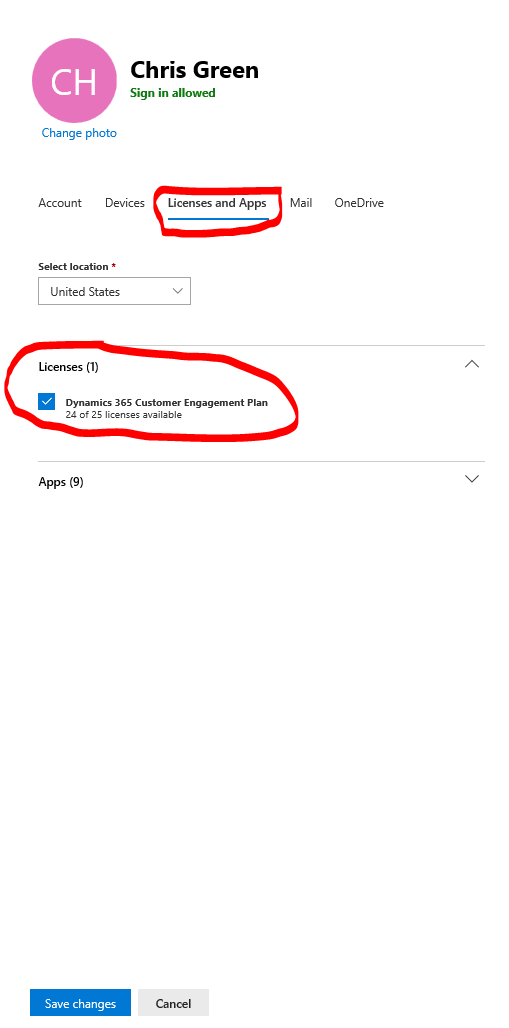 CH
Chris Green
Sign in allowed
Change photo
Account Devices Licenses and Apps Mail OneDrive
Select location *
United States
Licenses (1)
Dynamics 365 Customer Engagement Plan
24 of 25 licenses available
Apps (9)
Save changes Cancel